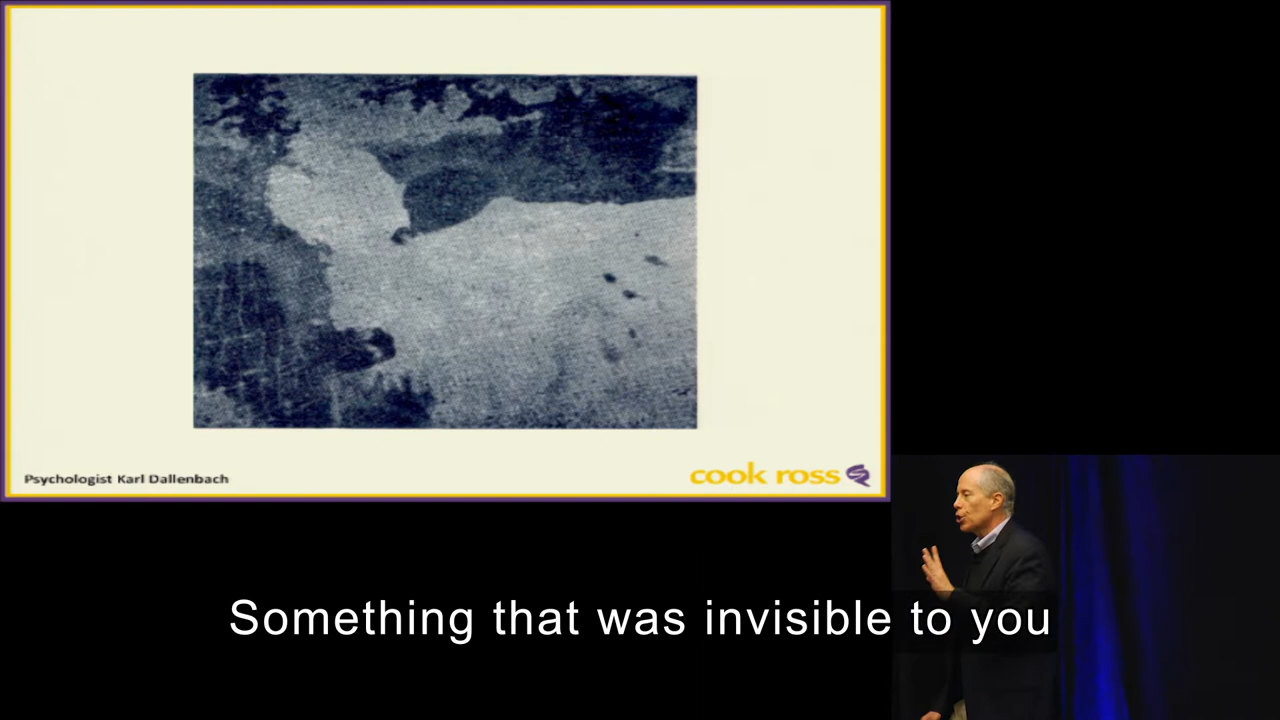 Psychologist Karl Dallenbach
cook ross
Something that was invisible to you